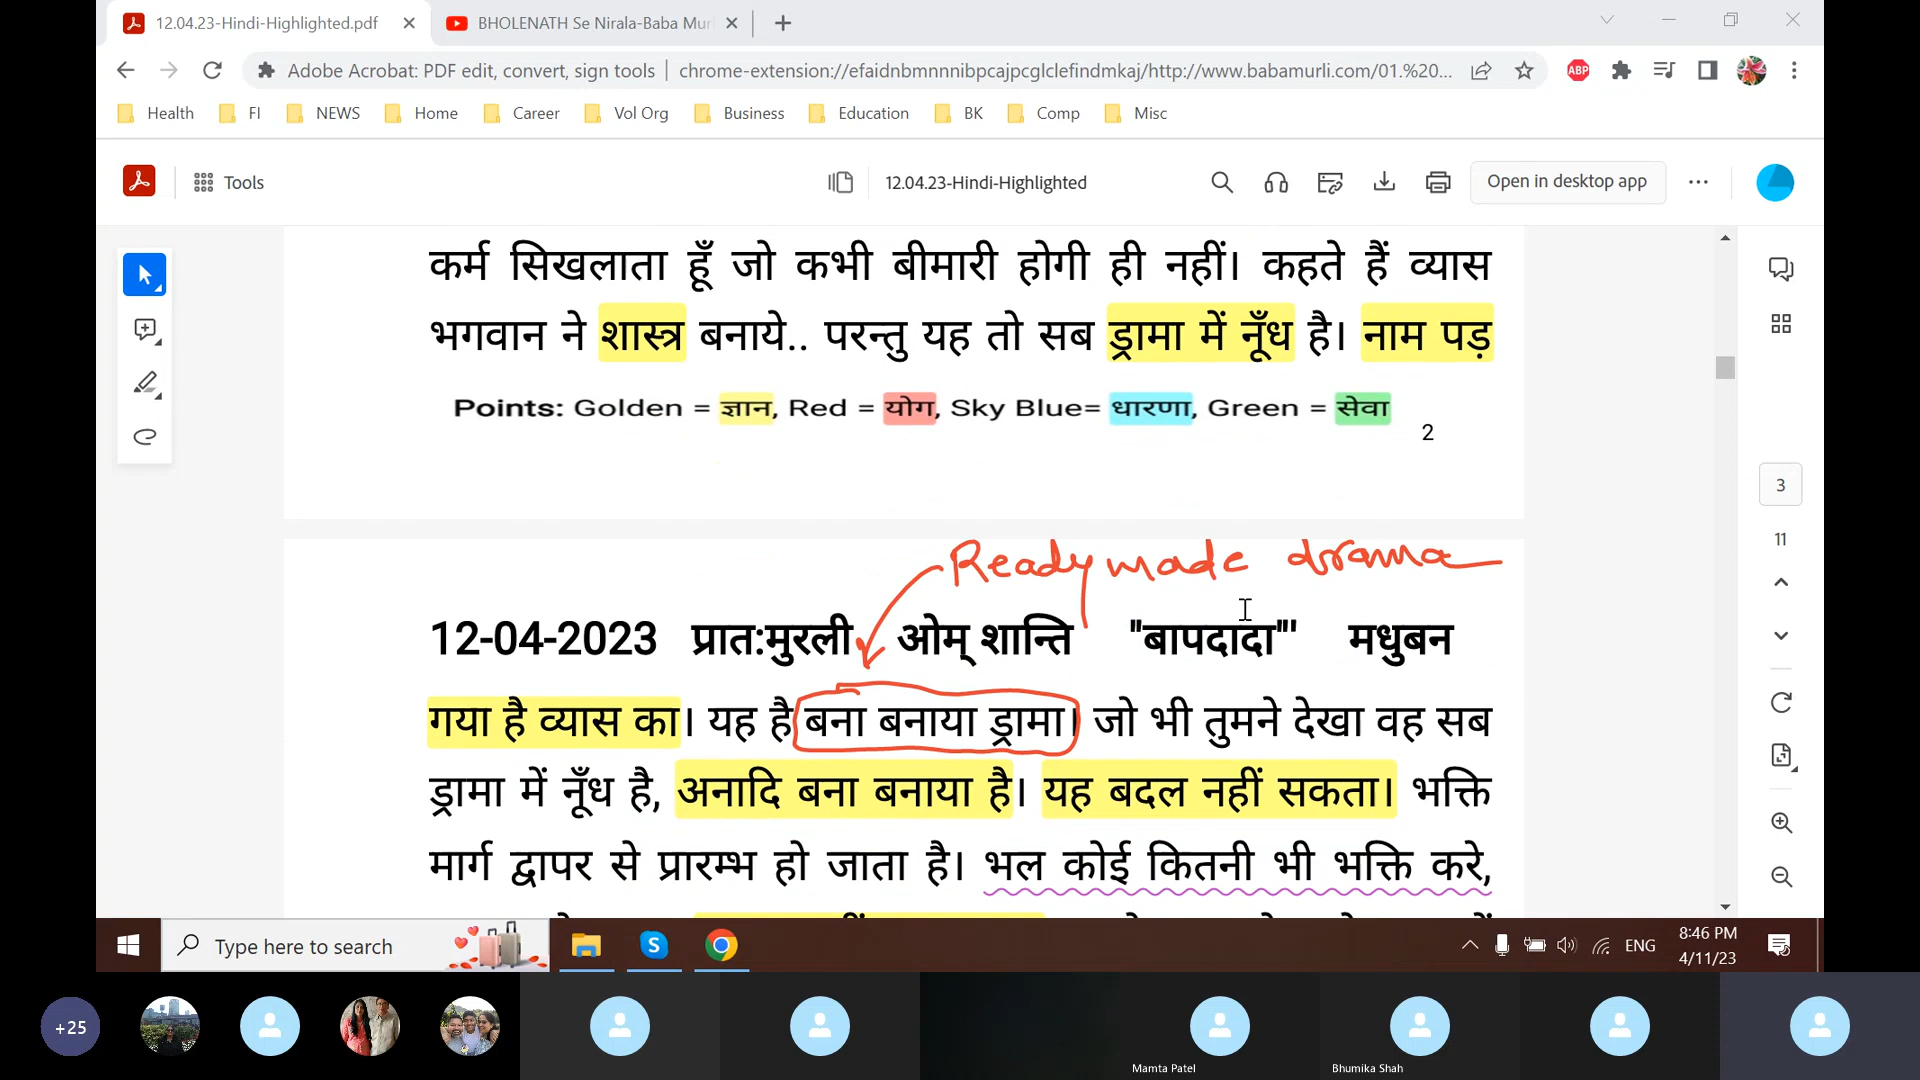 12.04.23-Hindi-Highlighted.pdf
BHOLENATH Se Nirala-Baba Mur
Adobe Acrobat: PDF edit, convert, sign tools
chrome-extension://efaidnbmnnnibpcajpcglclefindmkaj/http://www.babamurli.com/01.%20...
ABP
Health FI NEWS Home Career Vol Org Business Education BK Comp Misc
Tools
12.04.23-Hindi-Highlighted
Open in desktop app
कर्म सिखलाता हूँ जो कभी बीमारी होगी ही नहीं। कहते हैं व्यास
भगवान ने शास्त्र बनाये.. परन्तु यह तो सब ड्रामा में नूँध है। नाम पड़
Points: Golden = ज्ञान, Red = योग, Sky Blue= धारणा, Green = सेवा
2
3
11
Ready made drama
12-04-2023 प्रात:मुरली ओम् शान्ति "बापदादा"' मधुबन
गया है व्यास का। यह है बना बनाया ड्रामा। जो भी तुमने देखा वह सब
ड्रामा में नूँध है, अनादि बना बनाया है। यह बदल नहीं सकता। भक्ति
मार्ग द्वापर से प्रारम्भ हो जाता है। भल कोई कितनी भी भक्ति करे,
Type here to search
ENG
8:46 PM
4/11/23
+25
Mamta Patel
Bhumika Shah